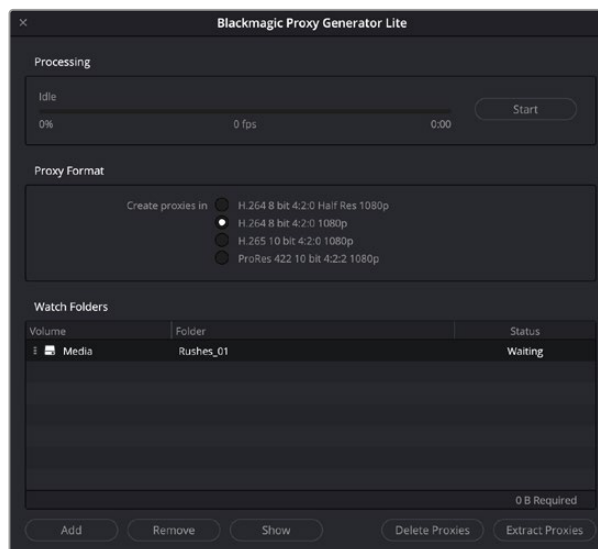 Blackmagic Proxy Generator Lite
Processing
Idle
Start
0% 0 fps 0:00
Proxy Format
Create proxies in H.264 8 bit 4:2:0 Half Res 1080p
H.264 8 bit 4:2:0 1080p
H.265 10 bit 4:2:0 1080p
ProRes 422 10 bit 4:2:2 1080p
Watch Folders
Volume Folder Status
Media Rushes_01 Waiting
0 B Required
Add Remove Show Delete Proxies Extract Proxies